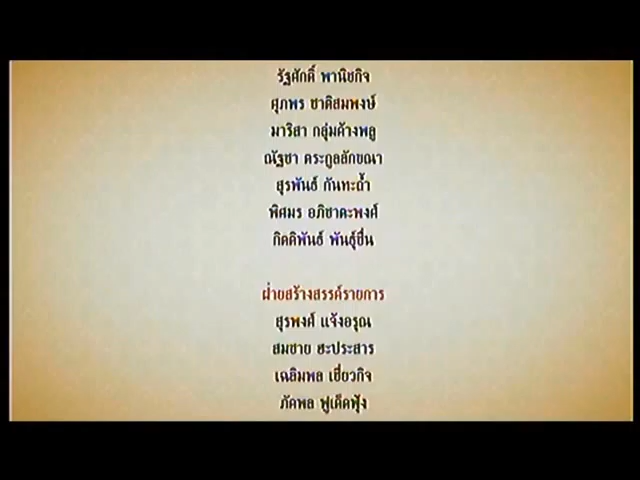 รัฐศักดิ์ พานิชกิจ
ศุภพร ชาติสมพงษ์
มาริสา กลุ่มค้างพลู
ณัฐชา ตระกูลลักขณา
สุรพันธ์ กันทะถ้ำ
พิศมร อภิชาตะพงศ์
กิตติพันธ์ พันธุ์ชื่น
ฝ่ายสร้างสรรค์รายการ
สุรพงศ์ แจ้งอรุณ
สมชาย ฮะประสาร
เฉลิมพล เชี่ยวกิจ
ภัคพล ฟูเด็ดฟุ้ง